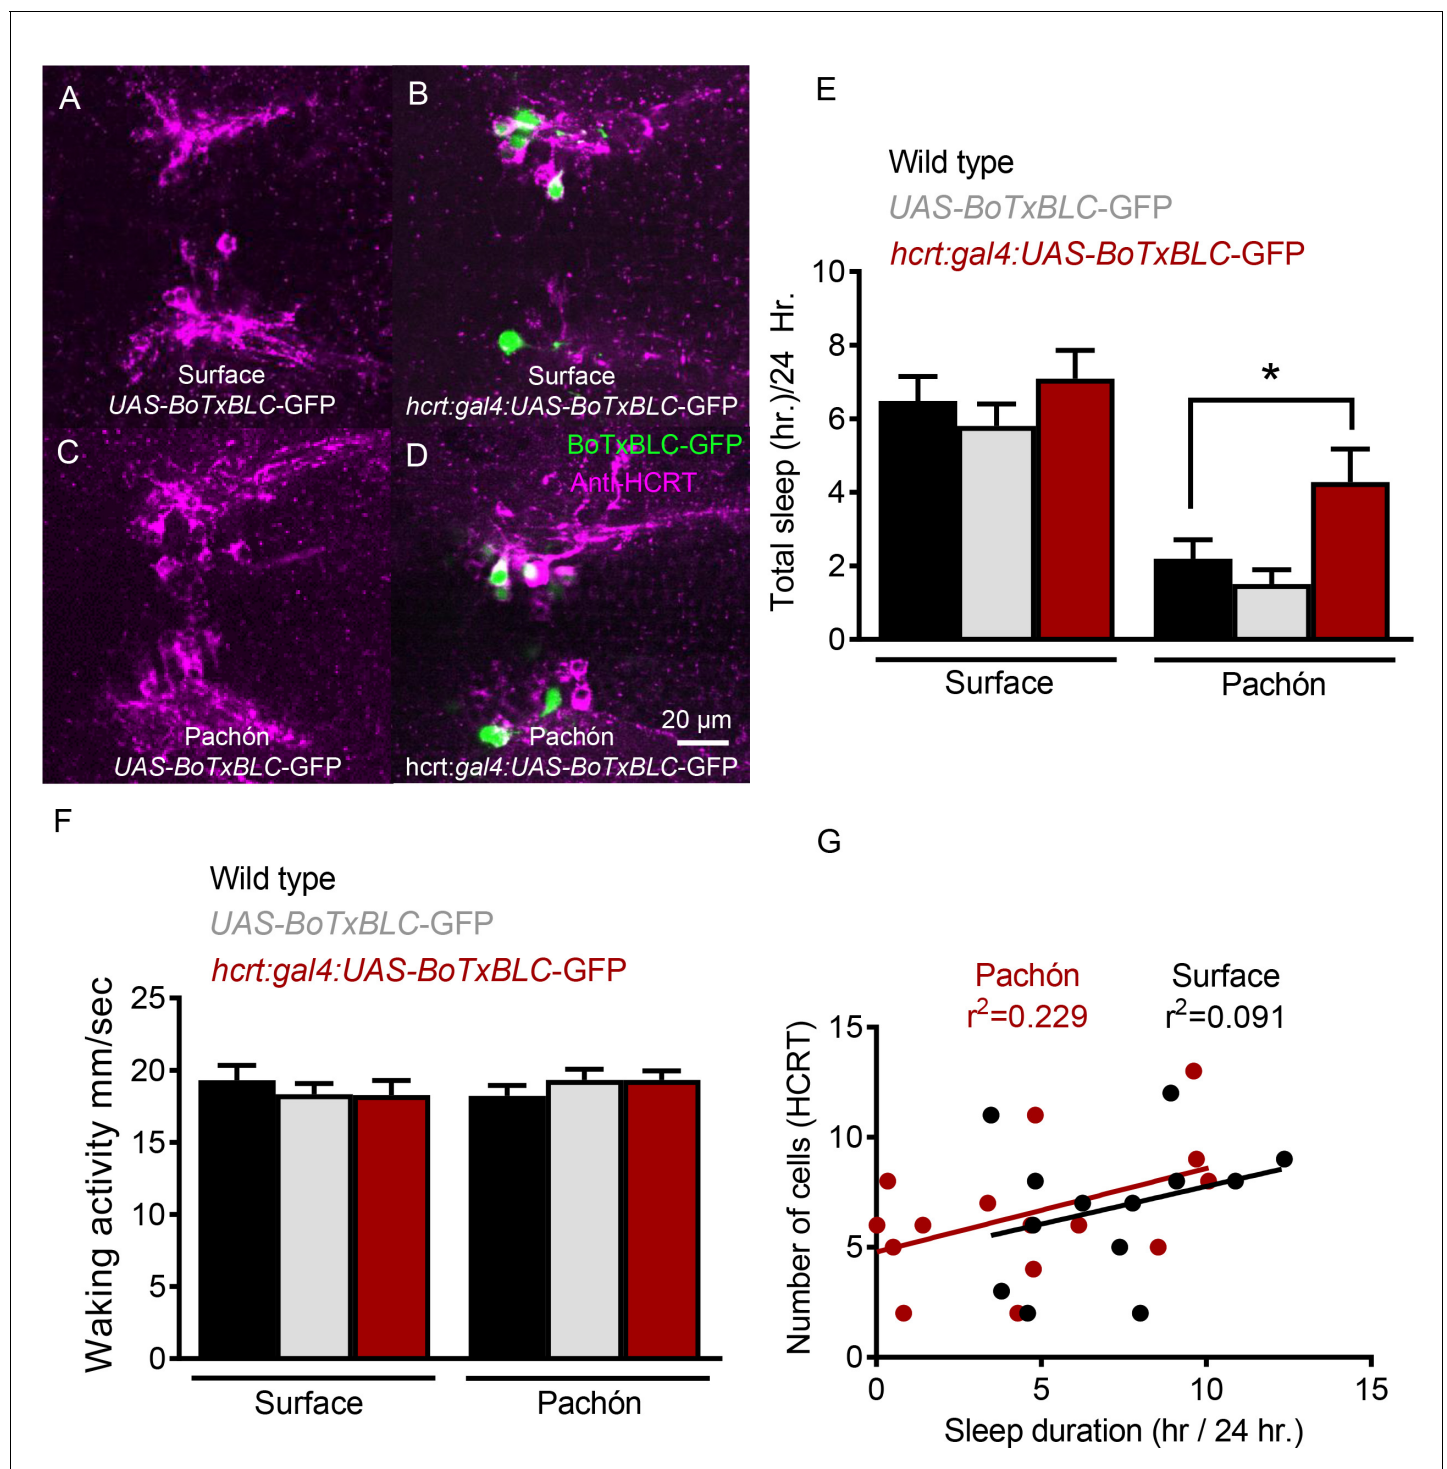 A
Surface
UAS-BoTxBLC-GFP
B
Surface
hcrt:gal4:UAS-BoTxBLC-GFP
C
Pachón
UAS-BoTxBLC-GFP
D
BoTxBLC-GFP
Anti-HCRT
20 µm
Pachón
hcrt:gal4:UAS-BoTxBLC-GFP
E
Wild type
UAS-BoTxBLC-GFP
hcrt:gal4:UAS-BoTxBLC-GFP
Total sleep (hr.)/24 Hr.
10
8
6
4
2
0
*
Surface
Pachón
F
Wild type
UAS-BoTxBLC-GFP
hcrt:gal4:UAS-BoTxBLC-GFP
Waking activity mm/sec
25
20
15
10
5
0
Surface
Pachón
G
Pachón
r²=0.229
Surface
r²=0.091
Number of cells (HCRT)
15
10
5
0
0 5 10 15
Sleep duration (hr / 24 hr.)